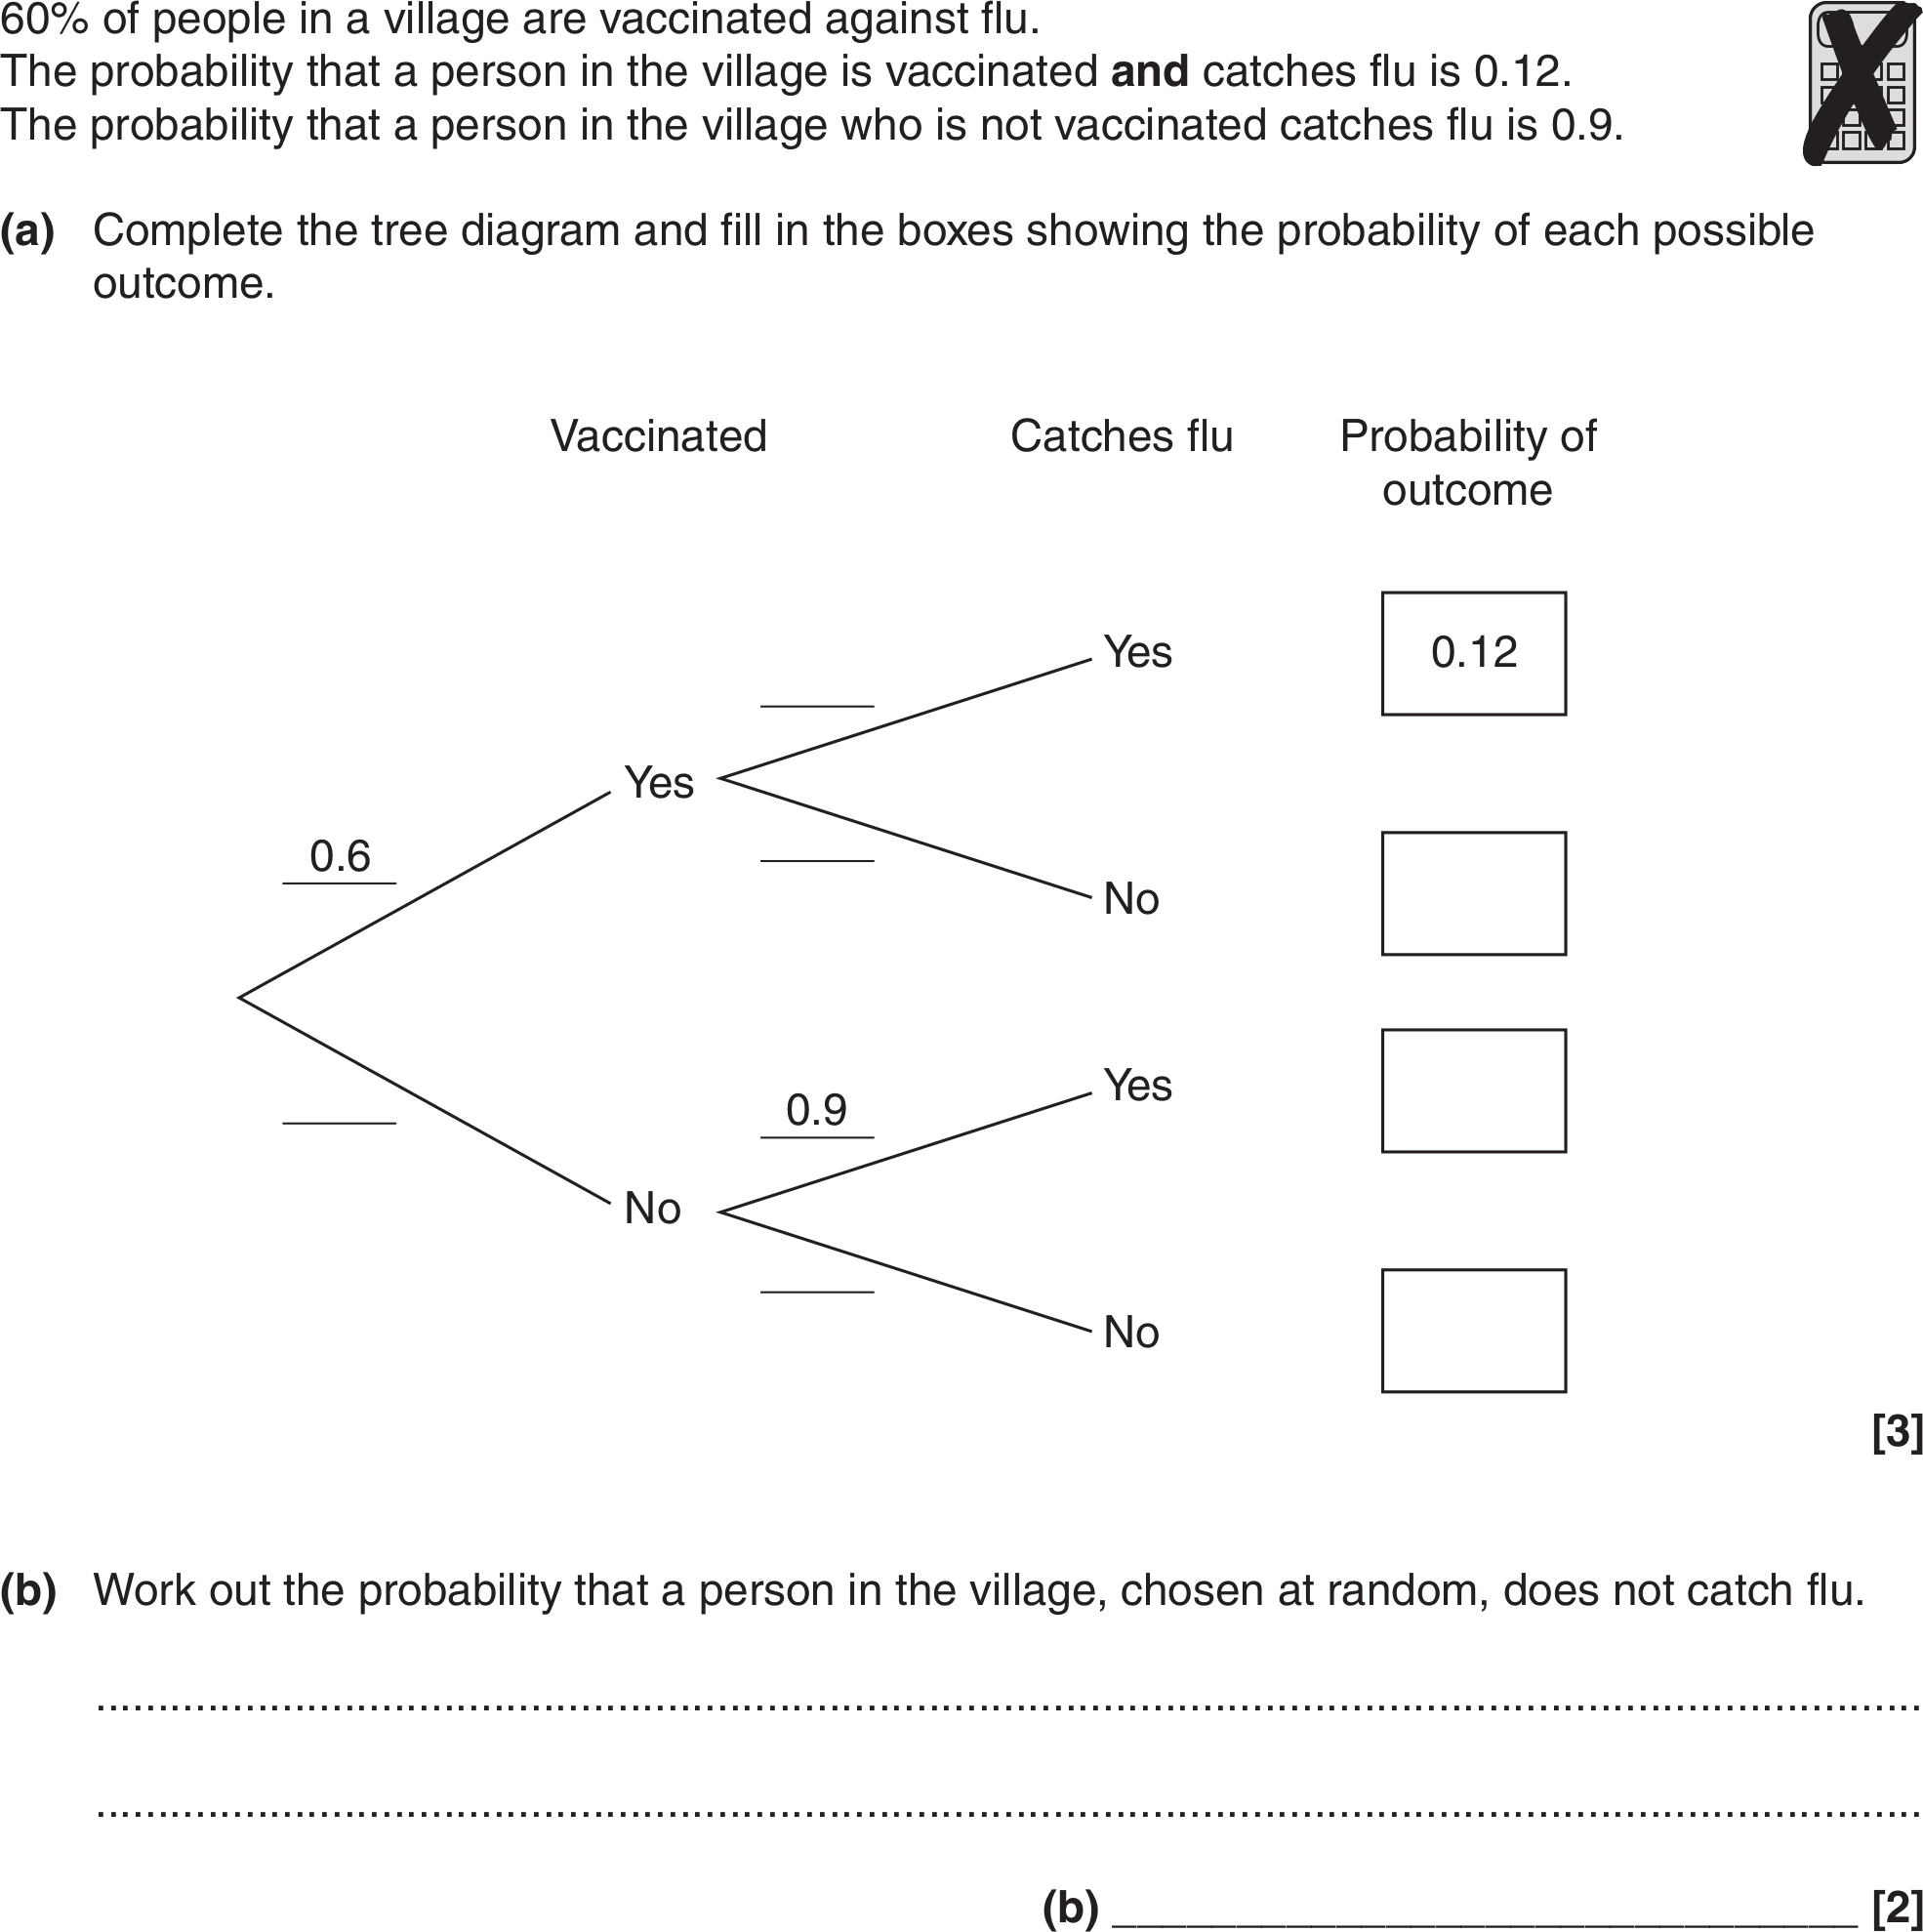 60% of people in a village are vaccinated against flu.
The probability that a person in the village is vaccinated and catches flu is 0.12.
The probability that a person in the village who is not vaccinated catches flu is 0.9.
(a) Complete the tree diagram and fill in the boxes showing the probability of each possible
outcome.
Vaccinated Catches flu Probability of
outcome
Yes 0.12
Yes
0.6
No
Yes
0.9
No
No
[3]
(b) Work out the probability that a person in the village, chosen at random, does not catch flu.
(b) [2]